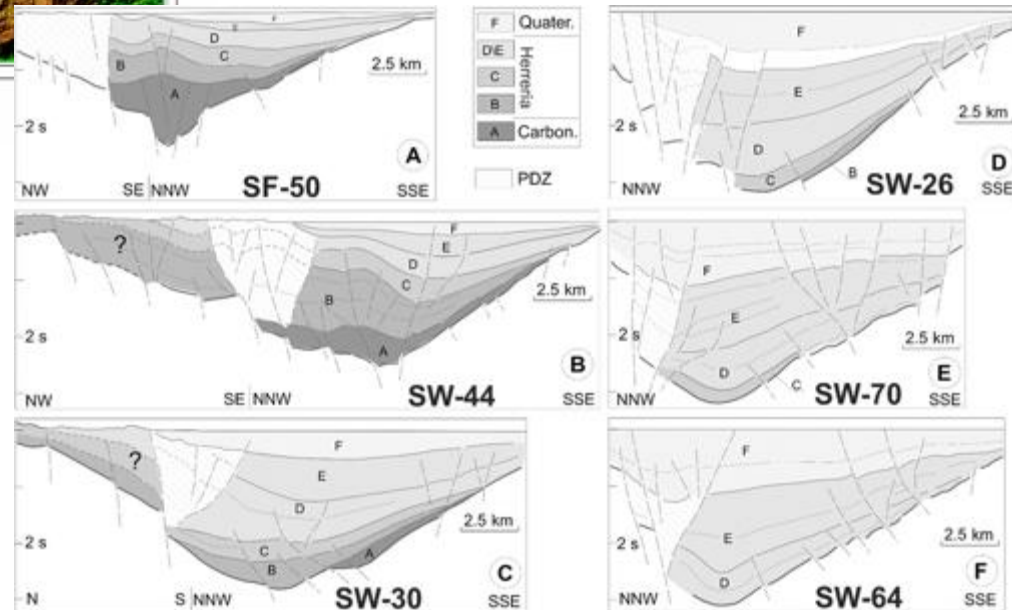 F
E
D
C
B
A
2.5 km
2 s
A
NW
SE
NNW
SF-50
SSE
F Quater.
D\E
C
B
Herreria
A Carbon.
PDZ
F
E
D
C
B
2.5 km
2 s
D
NNW
SW-26
SSE
?
F
E
D
C
B
A
2.5 km
2 s
B
NW
SE
NNW
SW-44
SSE
F
E
D
C
2.5 km
2 s
E
NNW
SW-70
SSE
?
F
E
D
C
B
A
2.5 km
2 s
C
N
S
NNW
SW-30
SSE
F
E
D
2.5 km
2 s
F
NNW
SW-64
SSE